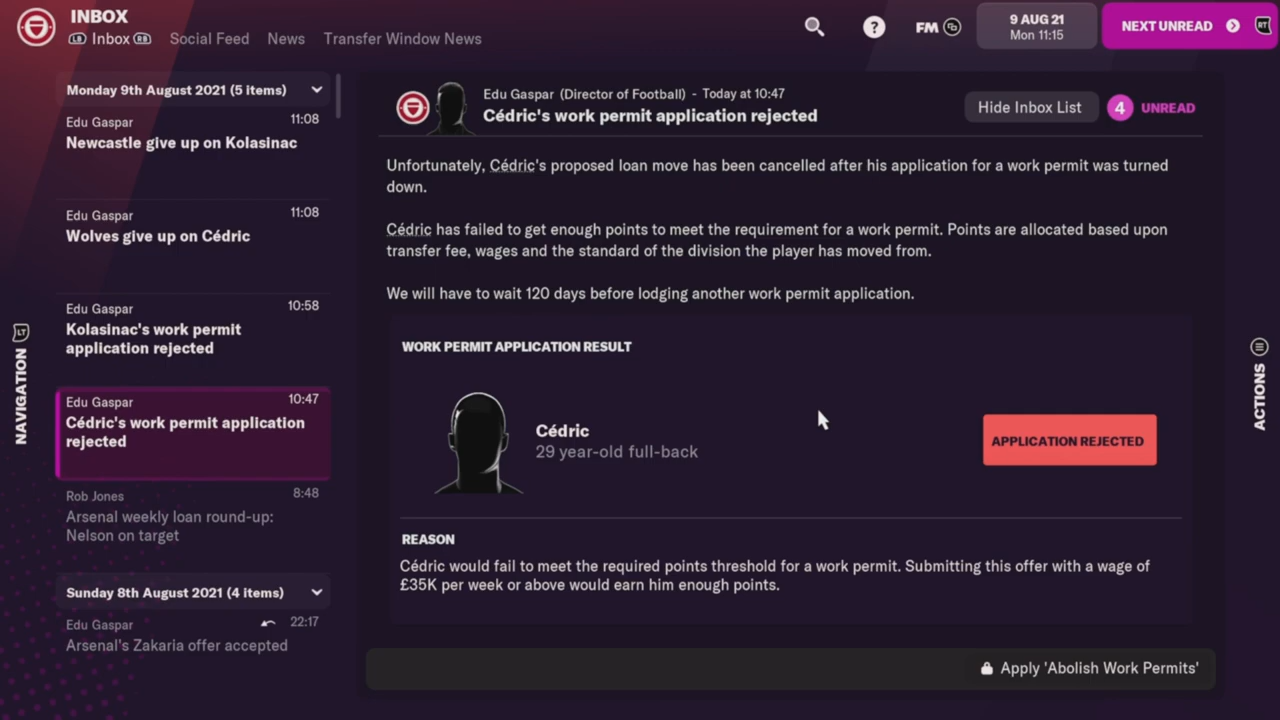 INBOX
LB Inbox RB Social Feed News Transfer Window News
?
FM
9 AUG 21
Mon 11:15
NEXT UNREAD
RT
Monday 9th August 2021 (5 items)
Edu Gaspar 11:08
Newcastle give up on Kolasinac
Edu Gaspar 11:08
Wolves give up on Cédric
Edu Gaspar 10:58
Kolasinac's work permit
application rejected
Edu Gaspar 10:47
Cédric's work permit application
rejected
Rob Jones 8:48
Arsenal weekly loan round-up:
Nelson on target
Sunday 8th August 2021 (4 items)
Edu Gaspar 22:17
Arsenal's Zakaria offer accepted
LT
NAVIGATION
Edu Gaspar (Director of Football) - Today at 10:47
Cédric's work permit application rejected
Hide Inbox List
4 UNREAD
Unfortunately, Cédric's proposed loan move has been cancelled after his application for a work permit was turned
down.
Cédric has failed to get enough points to meet the requirement for a work permit. Points are allocated based upon
transfer fee, wages and the standard of the division the player has moved from.
We will have to wait 120 days before lodging another work permit application.
WORK PERMIT APPLICATION RESULT
Cédric
29 year-old full-back
APPLICATION REJECTED
REASON
Cédric would fail to meet the required points threshold for a work permit. Submitting this offer with a wage of
£35K per week or above would earn him enough points.
Apply 'Abolish Work Permits'
ACTIONS